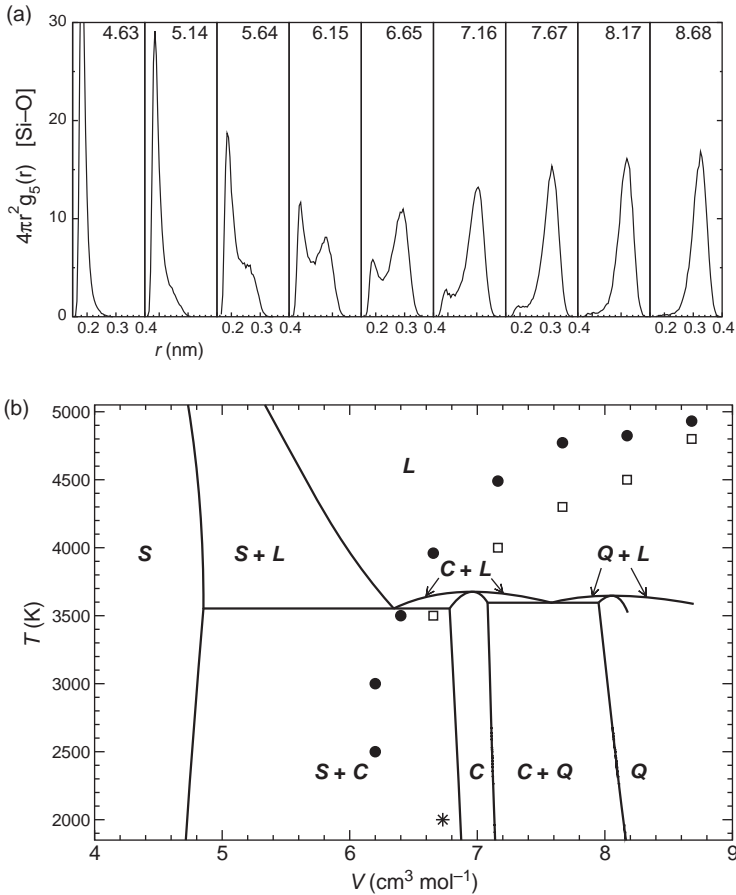 (a)
30
20
10
0
4πr²g₅(r) [Si–O]
4.63 5.14 5.64 6.15 6.65 7.16 7.67 8.17 8.68
0.2 0.3 0.4 0.2 0.3 0.4 0.2 0.3 0.4 0.2 0.3 0.4 0.2 0.3 0.4
r (nm)
(b)
5000
4500
4000
3500
3000
2500
2000
T (K)
L
S
S + L
C + L
Q + L
S + C
C
C + Q
Q
4 5 6 7 8 9
V (cm³ mol⁻¹)